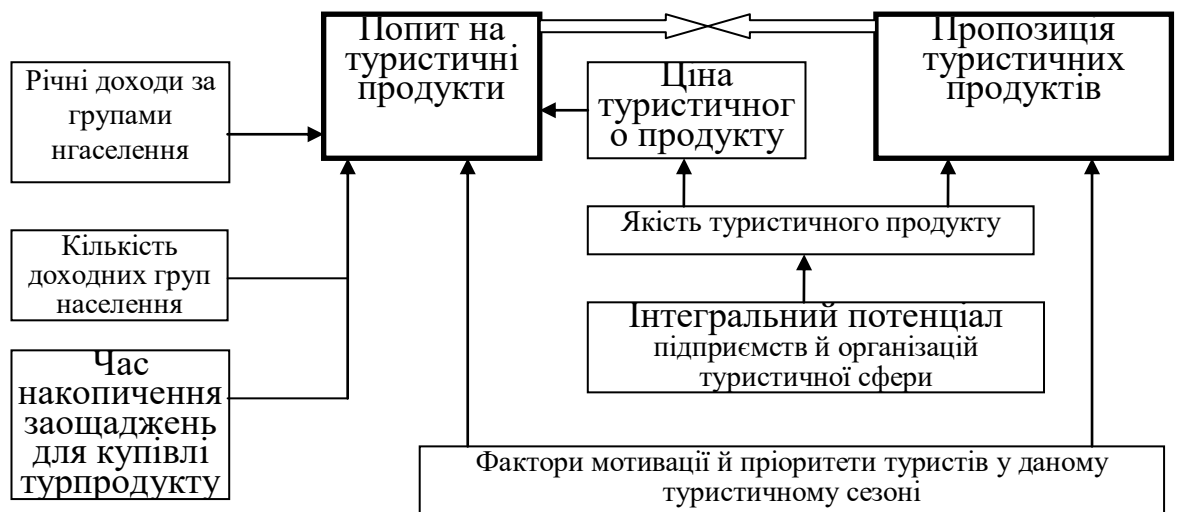 Попит на
туристичні
продукти
Пропозиція
туристичних
продуктів
Річні доходи за
групами
нгаселення
Ціна
туристичног
о продукту
Якість туристичного продукту
Кількість
доходних груп
населення
Інтегральний потенціал
підприємств й організацій
туристичної сфери
Час
накопичення
заощаджень
для купівлі
турпродукту
Фактори мотивації й пріоритети туристів у даному
туристичному сезоні